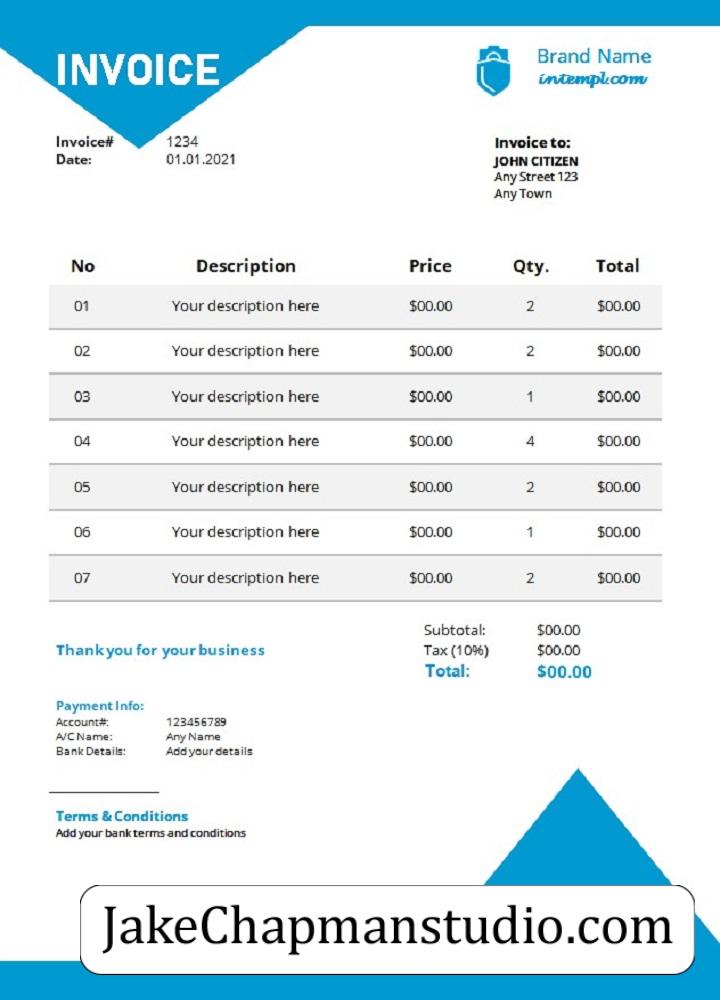 INVOICE
Brand Name
intempl.com
Invoice# 1234
Date: 01.01.2021
Invoice to:
JOHN CITIZEN
Any Street 123
Any Town
No Description Price Qty. Total
01 Your description here $00.00 2 $00.00
02 Your description here $00.00 2 $00.00
03 Your description here $00.00 1 $00.00
04 Your description here $00.00 4 $00.00
05 Your description here $00.00 2 $00.00
06 Your description here $00.00 1 $00.00
07 Your description here $00.00 2 $00.00
Subtotal: $00.00
Tax (10%) $00.00
Total: $00.00
Thank you for your business
Payment Info:
Account#: 123456789
A/C Name: Any Name
Bank Details: Add your details
Terms & Conditions
Add your bank terms and conditions
JakeChapmanstudio.com